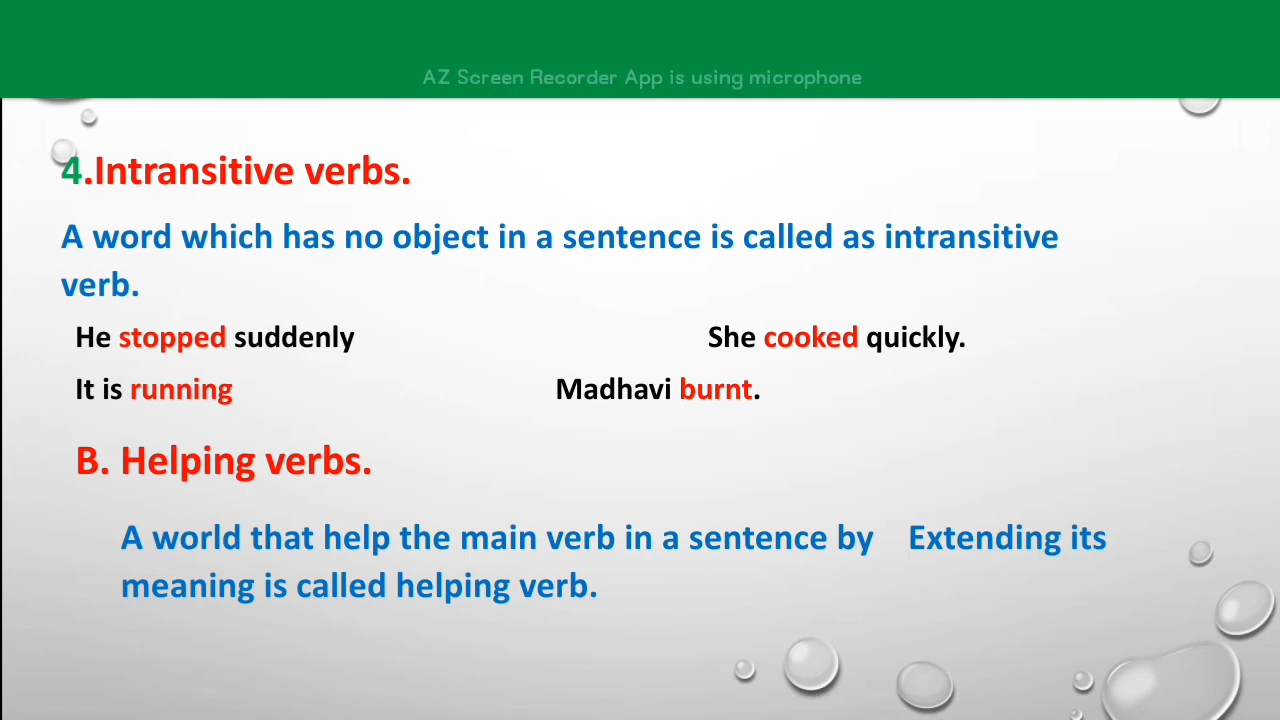 AZ Screen Recorder App is using microphone
4.Intransitive verbs.
A word which has no object in a sentence is called as intransitive
verb.
He stopped suddenly She cooked quickly.
It is running Madhavi burnt.
B. Helping verbs.
A world that help the main verb in a sentence by Extending its
meaning is called helping verb.